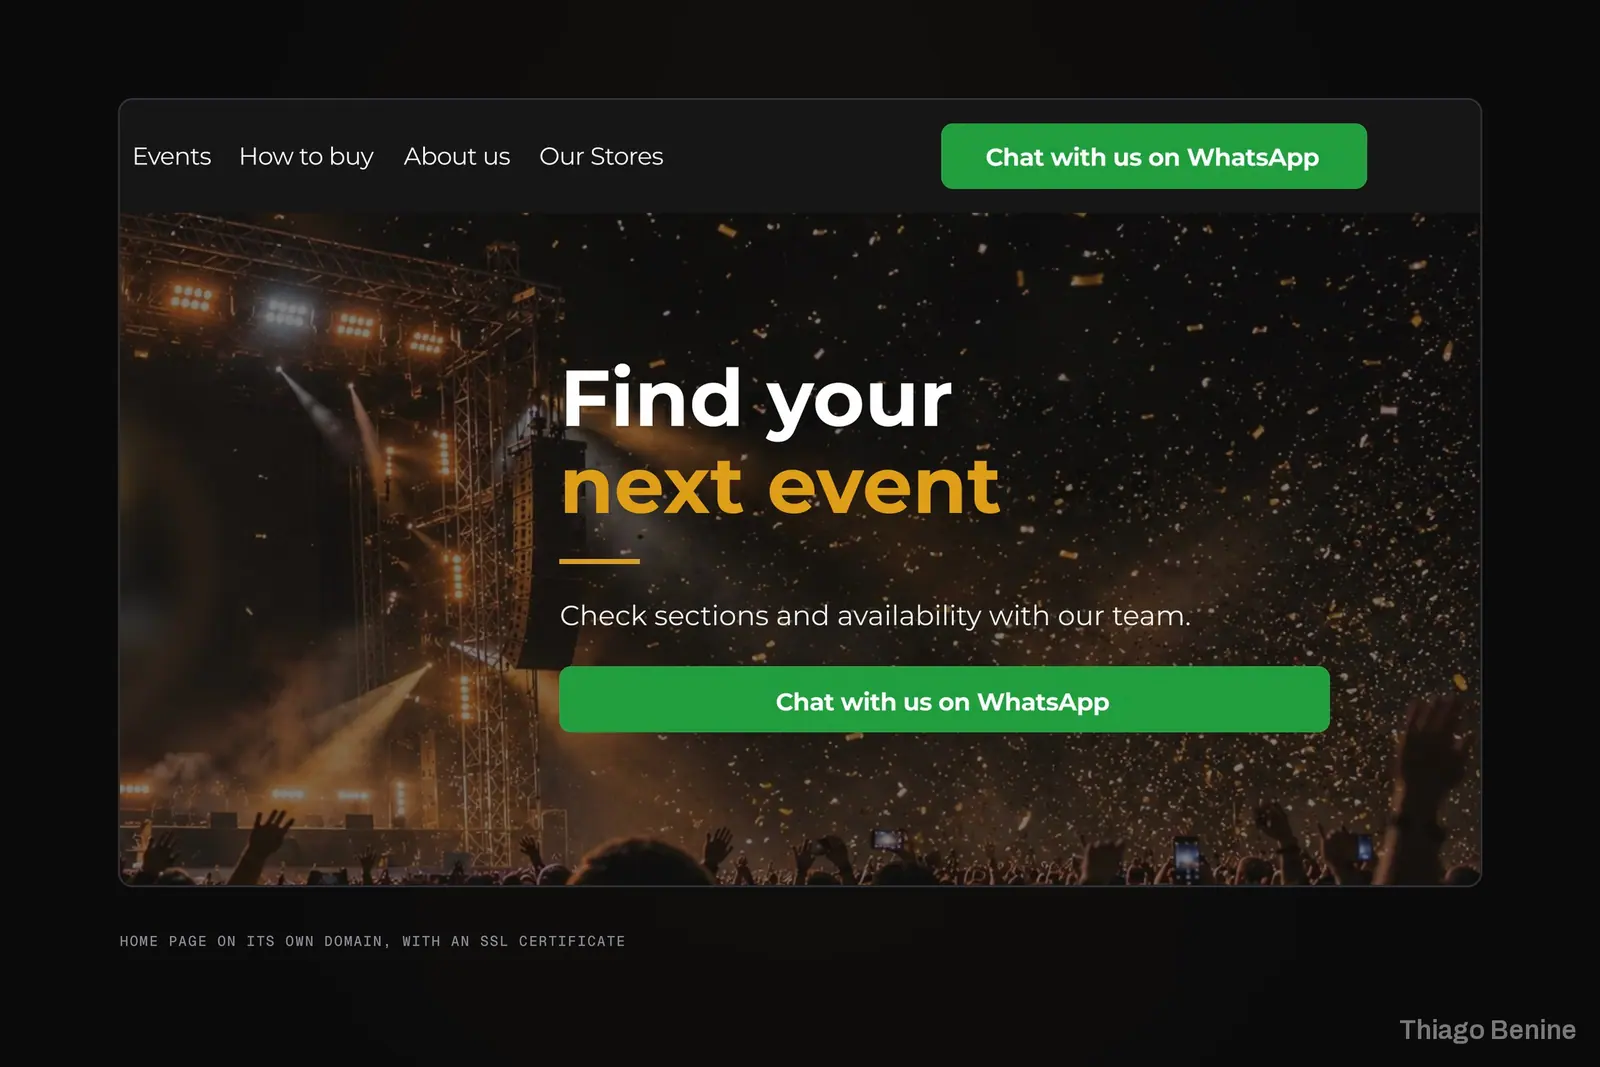 Events
How to buy
About us
Our Stores
Chat with us on WhatsApp
Find your
next event
Check sections and availability with our team.
Chat with us on WhatsApp
HOME PAGE ON ITS OWN DOMAIN, WITH AN SSL CERTIFICATE
Thiago Benine